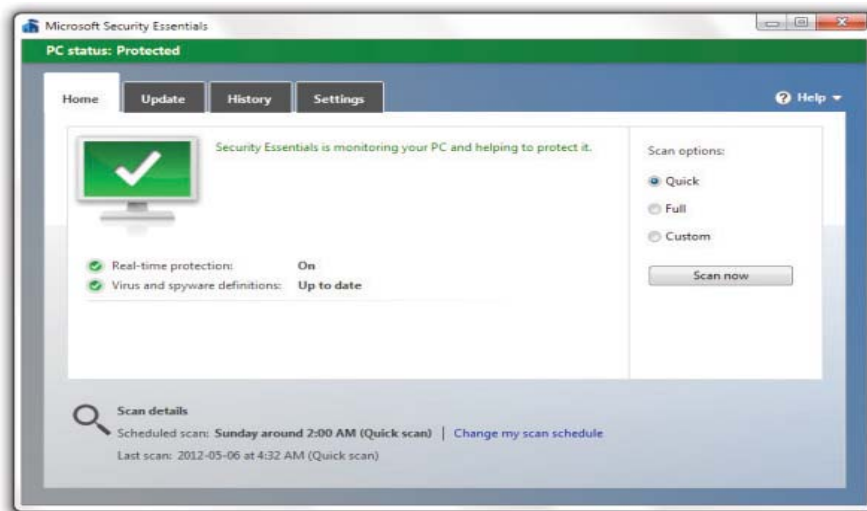 Microsoft Security Essentials
PC status: Protected
Home Update History Settings Help
Security Essentials is monitoring your PC and helping to protect it.
Real-time protection: On
Virus and spyware definitions: Up to date
Scan options:
Quick
Full
Custom
Scan now
Scan details
Scheduled scan: Sunday around 2:00 AM (Quick scan) | Change my scan schedule
Last scan: 2012-05-06 at 4:32 AM (Quick scan)